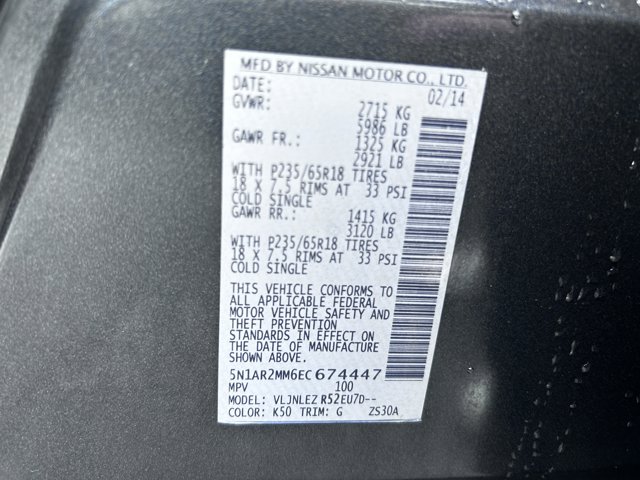 MFD BY NISSAN MOTOR CO., LTD.
DATE: 02/14
GVWR: 2715 KG
5986 LB
GAWR FR.: 1325 KG
2921 LB
WITH P235/65R18 TIRES
18 X 7.5 RIMS AT 33 PSI
COLD SINGLE
GAWR RR.: 1415 KG
3120 LB
WITH P235/65R18 TIRES
18 X 7.5 RIMS AT 33 PSI
COLD SINGLE
THIS VEHICLE CONFORMS TO
ALL APPLICABLE FEDERAL
MOTOR VEHICLE SAFETY AND
THEFT PREVENTION
STANDARDS IN EFFECT ON
THE DATE OF MANUFACTURE
SHOWN ABOVE.
5N1AR2MM6EC674447
MPV 100
MODEL: VLJNLEZ R52EU7D--
COLOR: K50 TRIM: G ZS30A